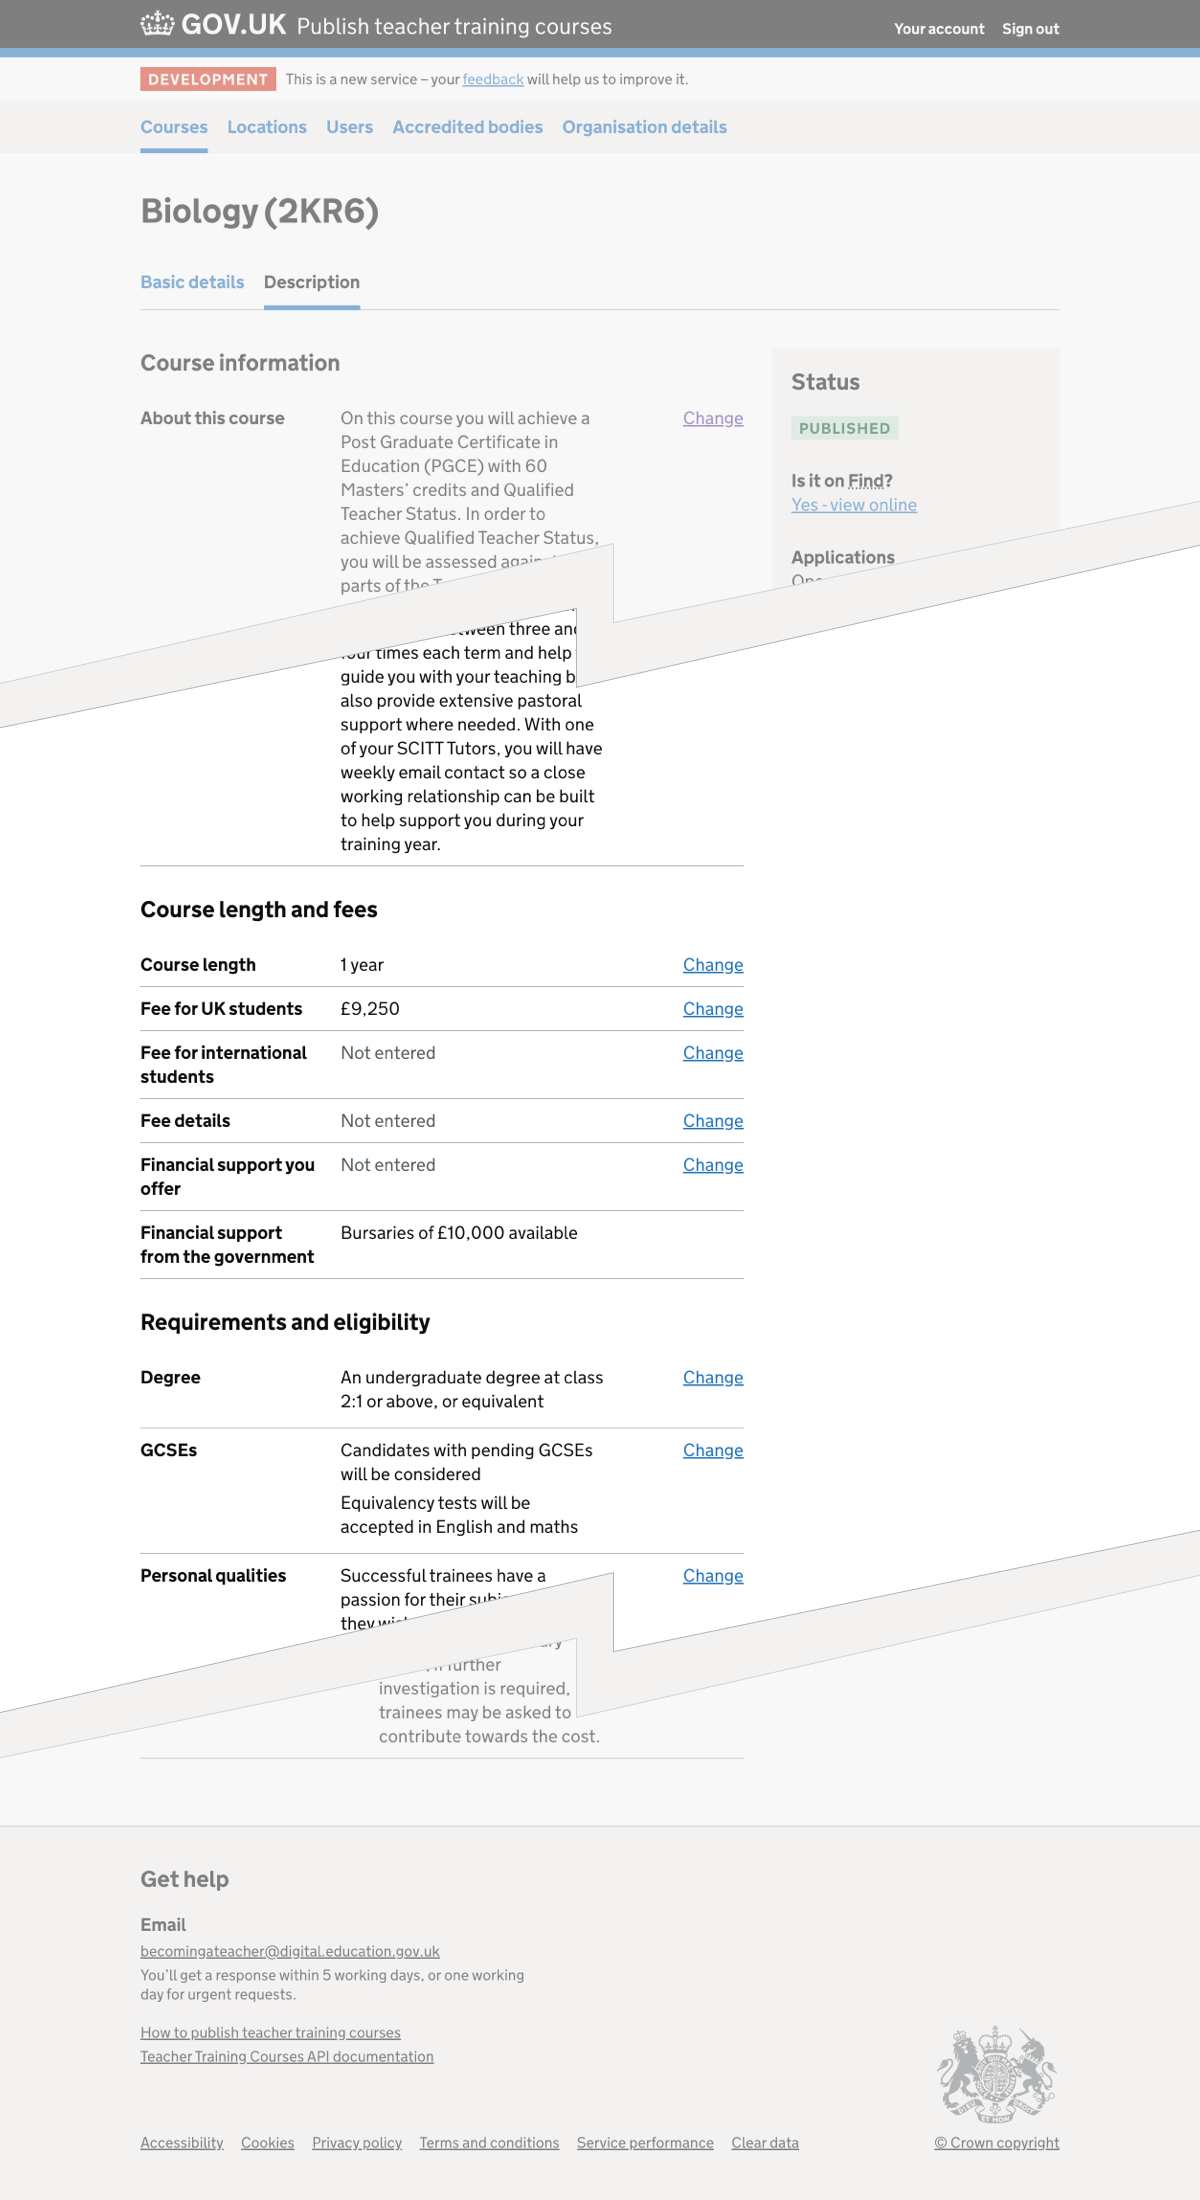 GOV.UK Publish teacher training courses
Your account Sign out
DEVELOPMENT This is a new service – your feedback will help us to improve it.
Courses Locations Users Accredited bodies Organisation details
Biology (2KR6)
Basic details Description
Course information
About this course
On this course you will achieve a
Post Graduate Certificate in
Education (PGCE) with 60
Masters’ credits and Qualified
Teacher Status. In order to
achieve Qualified Teacher Status,
you will be assessed
parts of the
Change
Status
PUBLISHED
Is it on Find?
Yes - view online
Applications
three
four times each term and help
guide you with your teaching
also provide extensive pastoral
support where needed. With one
of your SCITT Tutors, you will have
weekly email contact so a close
working relationship can be built
to help support you during your
training year.
Course length and fees
Course length 1 year Change
Fee for UK students £9,250 Change
Fee for international Not entered Change
students
Fee details Not entered Change
Financial support you Not entered Change
offer
Financial support Bursaries of £10,000 available
from the government
Requirements and eligibility
Degree An undergraduate degree at class Change
2:1 or above, or equivalent
GCSEs Candidates with pending GCSEs Change
will be considered
Equivalency tests will be
accepted in English and maths
Personal qualities Successful trainees have a Change
passion for their
they
further
investigation is required,
trainees may be asked to
contribute towards the cost.
Get help
Email
becomingateacher@digital.education.gov.uk
You’ll get a response within 5 working days, or one working
day for urgent requests.
How to publish teacher training courses
Teacher Training Courses API documentation
Accessibility Cookies Privacy policy Terms and conditions Service performance Clear data
© Crown copyright